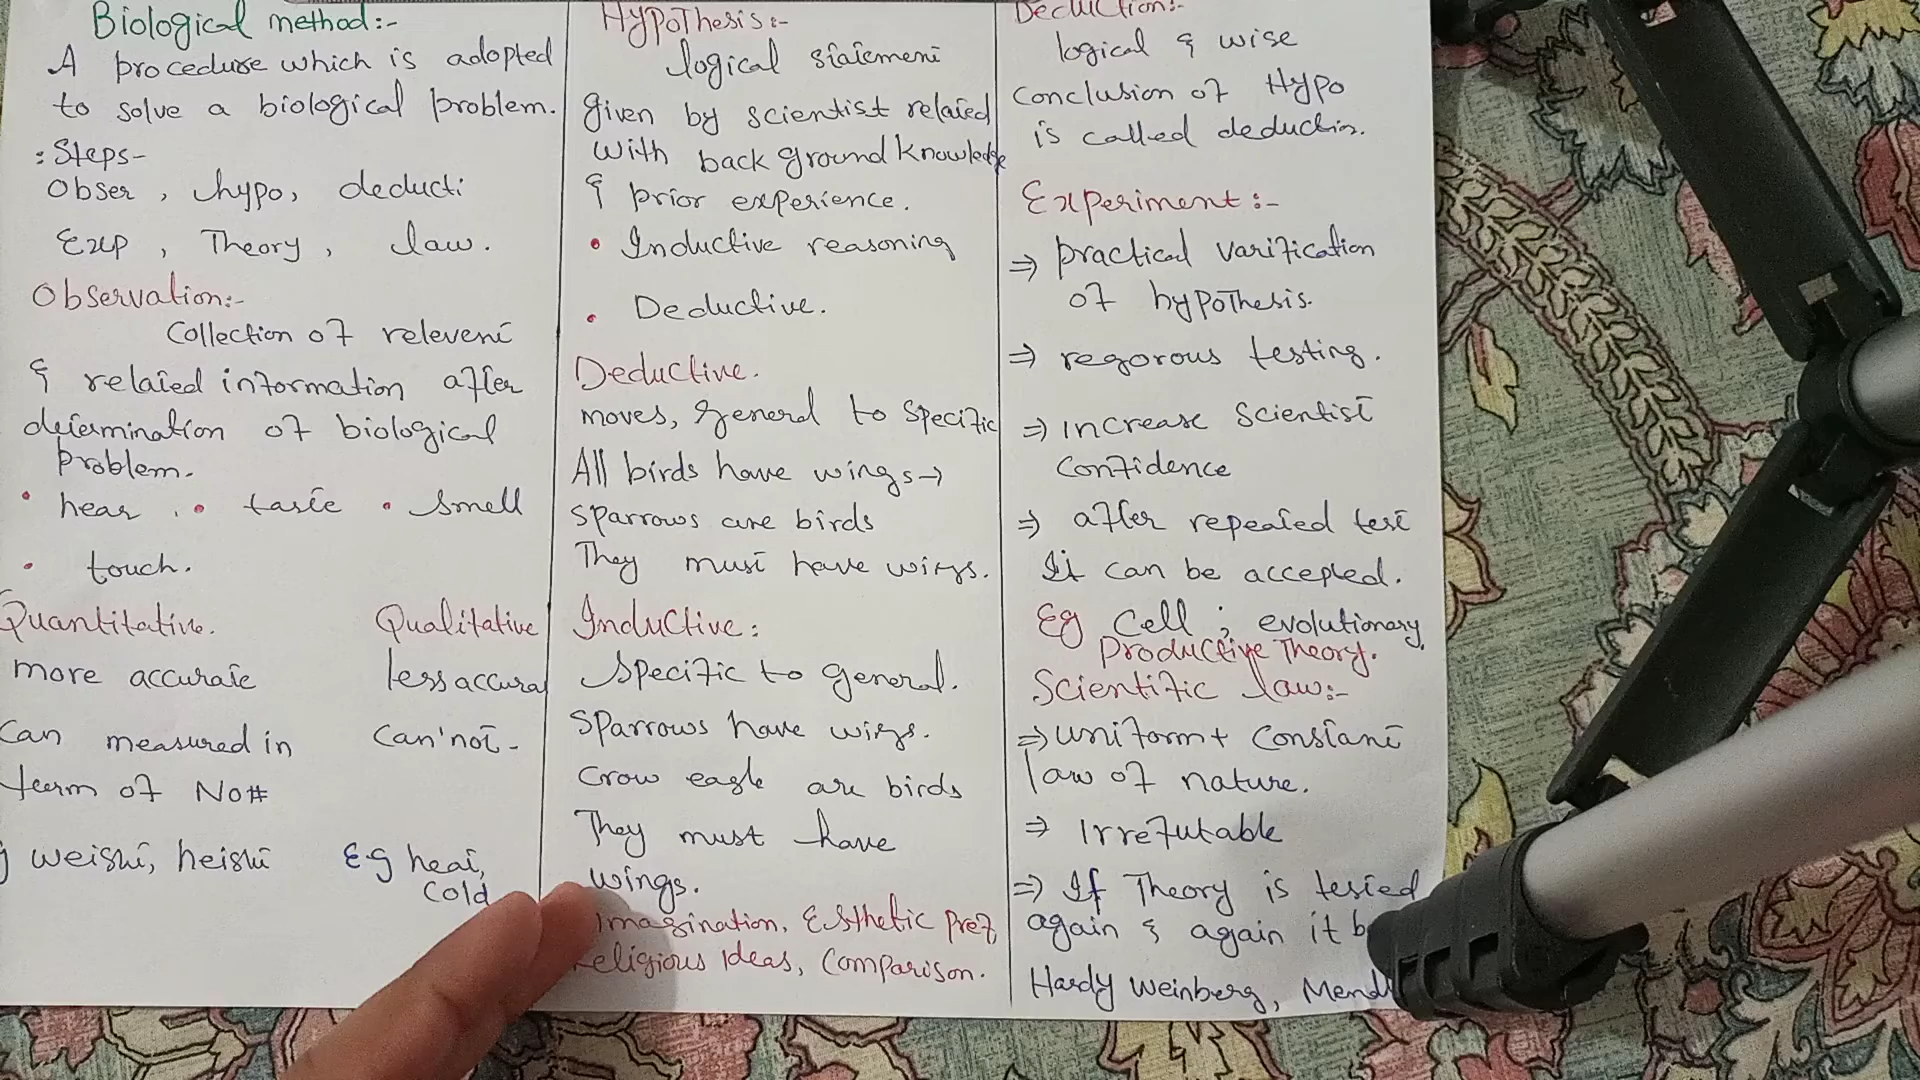 Biological method:-
A procedure which is adopted
to solve a biological problem.
:Steps-
Obser, hypo, deducti
Exp, Theory, law.
Observation:-
Collection of relevent
& related information after
determination of biological
problem.
• hear . • taste • Smell
• touch.
Quantitative. Qualitative
more accurate less accura
Can measured in can'not-
term of No#
weight, height E.g heat,
cold
Hypothesis:-
logical statement
given by scientist related
with back ground knowledge
& prior experience.
• Inductive reasoning
• Deductive.
Deductive.
moves, general to specific
All birds have wings→
Sparrows are birds
They must have wings.
Inductive:
Specific to general.
Sparrows have wings.
Crow eagle are birds
They must have
wings.
Imagination, Esthetic pref,
eligious Ideas, Comparison.
Deduction:-
logical & wise
Conclusion of Hypo
is called deduction.
Experiment:-
⇒ practical varification
of hypothesis.
⇒ regorous testing.
⇒ increase Scientist
Confidence
⇒ after repeated test
It can be accepted.
Eg Cell ; evolutionary,
Productive Theory.
Scientific law:-
⇒ uniform + Constant
law of nature.
⇒ Irrefutable
⇒ If Theory is tested
again & again it b
Hardy Weinberg, Mend